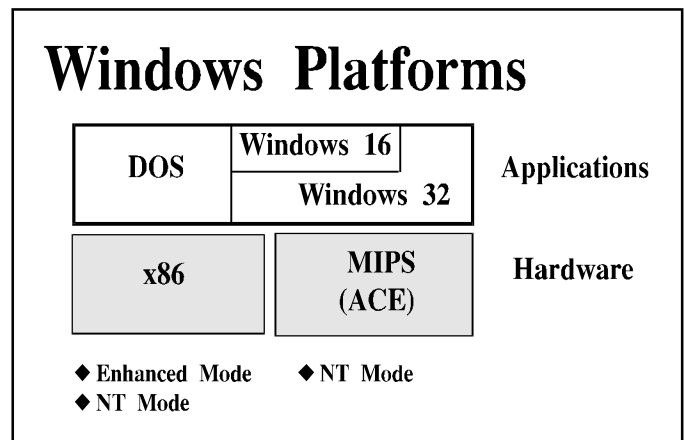 Windows Platforms
DOS
Windows 16
Windows 32
Applications
x86
MIPS
(ACE)
Hardware
◆ Enhanced Mode
◆ NT Mode
◆ NT Mode